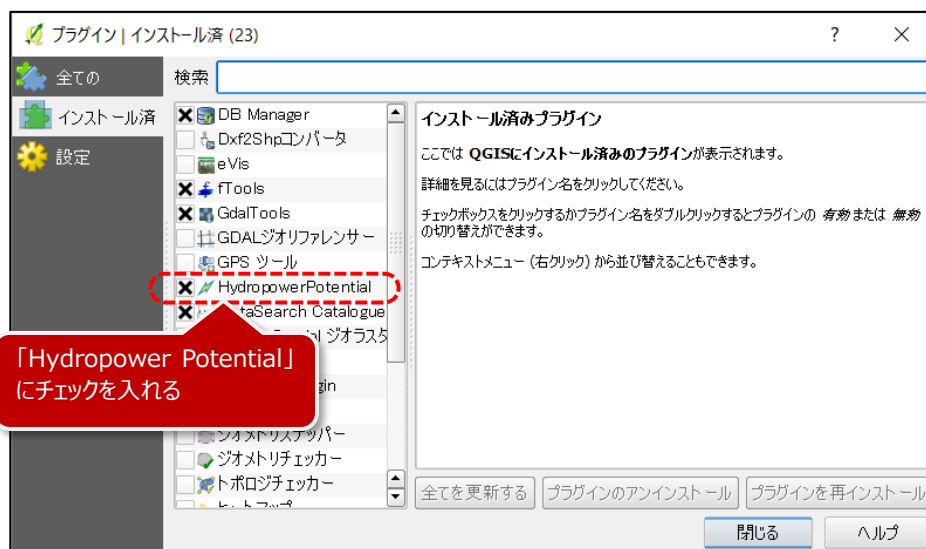 プラグイン | インストール済 (23)
? ×
全ての
インストール済
設定
検索
DB Manager
Dxf2Shpコンバータ
eVis
fTools
GdalTools
GDALジオリファレンサー
GPS ツール
HydropowerPotential
taSearch Catalogue
ジオラスタ
gin
ジオメトリチェッカー
トポロジチェッカー
「Hydropower Potential」
にチェックを入れる
インストール済みプラグイン
ここでは QGISにインストール済みのプラグインが表示されます。
詳細を見るにはプラグイン名をクリックしてください。
チェックボックスをクリックするかプラグイン名をダブルクリックするとプラグインの 有効 または 無効
の切り替えができます。
コンテキストメニュー (右クリック) から並び替えることもできます。
全てを更新する
プラグインのアンインストール
プラグインを再インストール
閉じる
ヘルプ